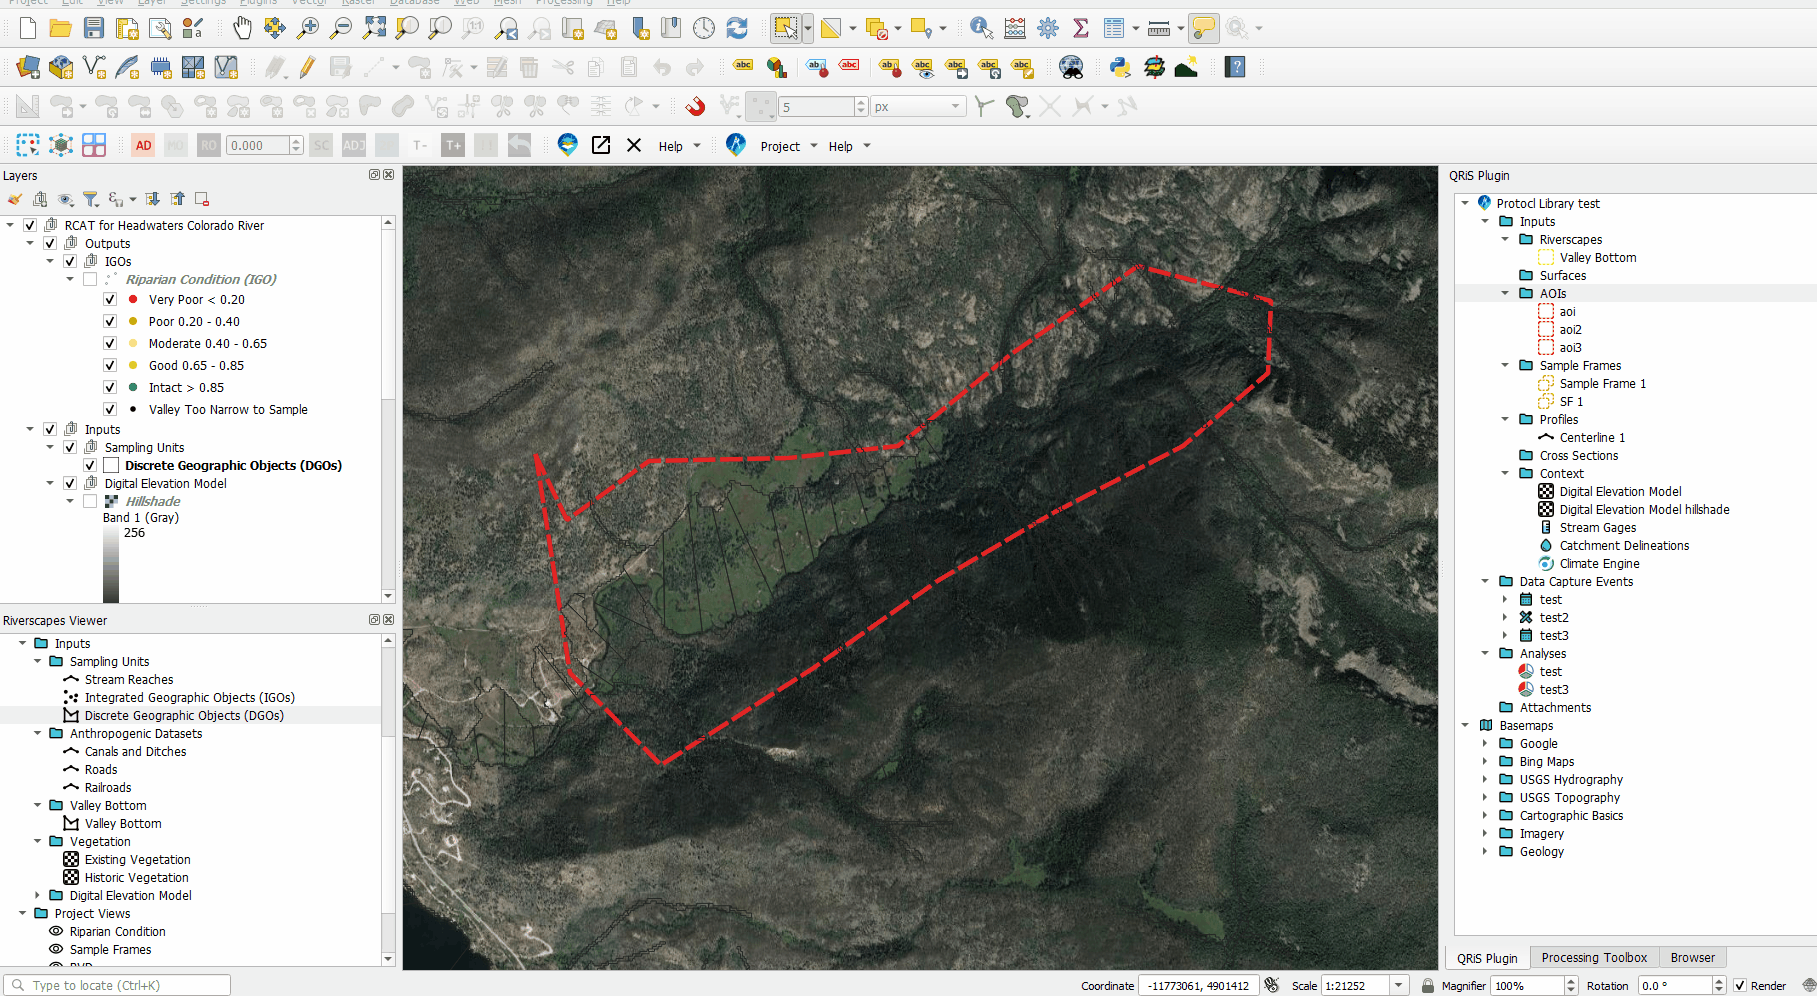 Project Edit View Layer Settings Plugins Vector Raster Database Web Mesh Processing Help
5 px
AD MU RO 0.000 SC ADJ T- T+ Help Project Help
Layers
RCAT for Headwaters Colorado River
Outputs
IGOs
Riparian Condition (IGO)
Very Poor < 0.20
Poor 0.20 - 0.40
Moderate 0.40 - 0.65
Good 0.65 - 0.85
Intact > 0.85
Valley Too Narrow to Sample
Inputs
Sampling Units
Discrete Geographic Objects (DGOs)
Digital Elevation Model
Hillshade
Band 1 (Gray)
256
Riverscapes Viewer
Inputs
Sampling Units
Stream Reaches
Integrated Geographic Objects (IGOs)
Discrete Geographic Objects (DGOs)
Anthropogenic Datasets
Canals and Ditches
Roads
Railroads
Valley Bottom
Valley Bottom
Vegetation
Existing Vegetation
Historic Vegetation
Digital Elevation Model
Project Views
Riparian Condition
Sample Frames
QRiS Plugin
Protocl Library test
Inputs
Riverscapes
Valley Bottom
Surfaces
AOIs
aoi
aoi2
aoi3
Sample Frames
Sample Frame 1
SF 1
Profiles
Centerline 1
Cross Sections
Context
Digital Elevation Model
Digital Elevation Model hillshade
Stream Gages
Catchment Delineations
Climate Engine
Data Capture Events
test
test2
test3
Analyses
test
test3
Attachments
Basemaps
Google
Bing Maps
USGS Hydrography
USGS Topography
Cartographic Basics
Imagery
Geology
QRiS Plugin Processing Toolbox Browser
Type to locate (Ctrl+K) Coordinate -11773061, 4901412 Scale 1:21252 Magnifier 100% Rotation 0.0 ° Render